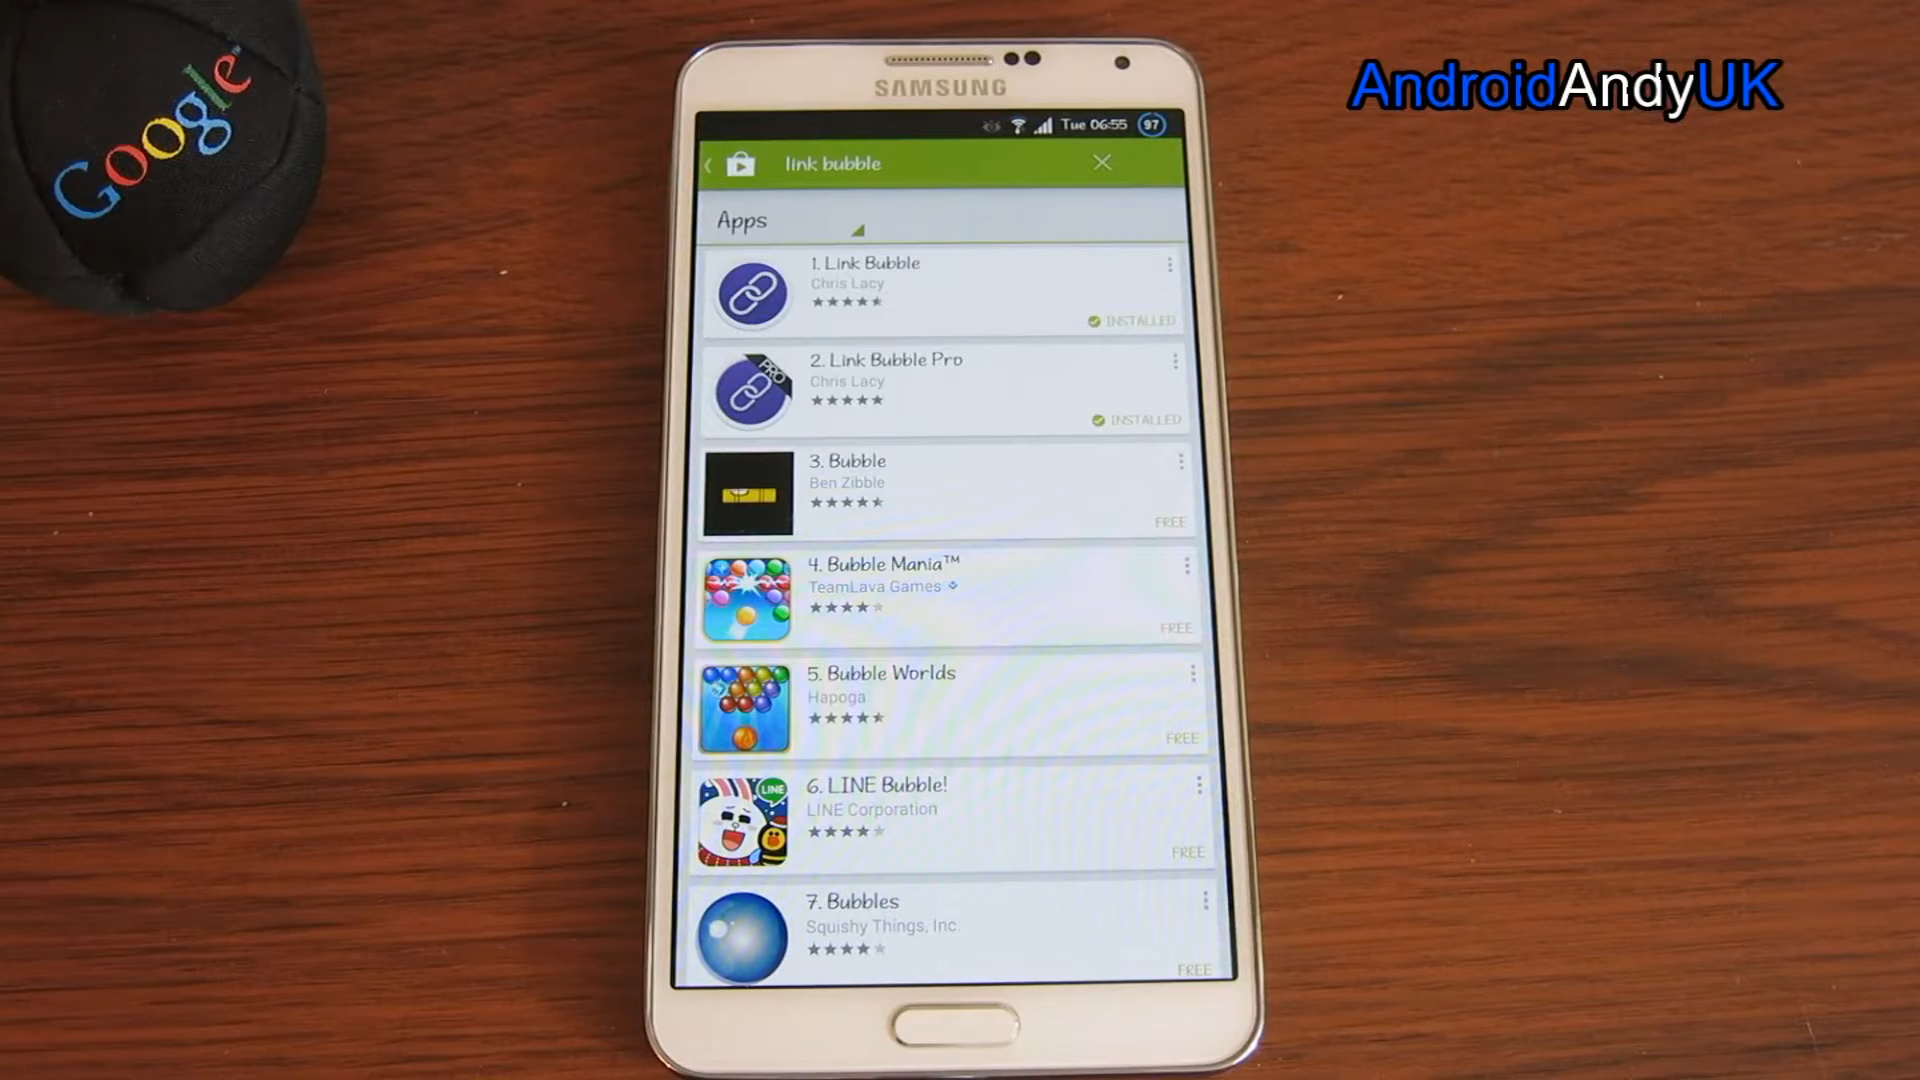 Google
AndroidAndyUK
SAMSUNG
Tue 06:55 97
link bubble
Apps
1. Link Bubble
Chris Lacy
INSTALLED
PRO
2. Link Bubble Pro
Chris Lacy
INSTALLED
3. Bubble
Ben Zibble
FREE
4. Bubble Mania™
TeamLava Games
FREE
5. Bubble Worlds
Hapoga
FREE
LINE
6. LINE Bubble!
LINE Corporation
FREE
7. Bubbles
Squishy Things, Inc.
FREE